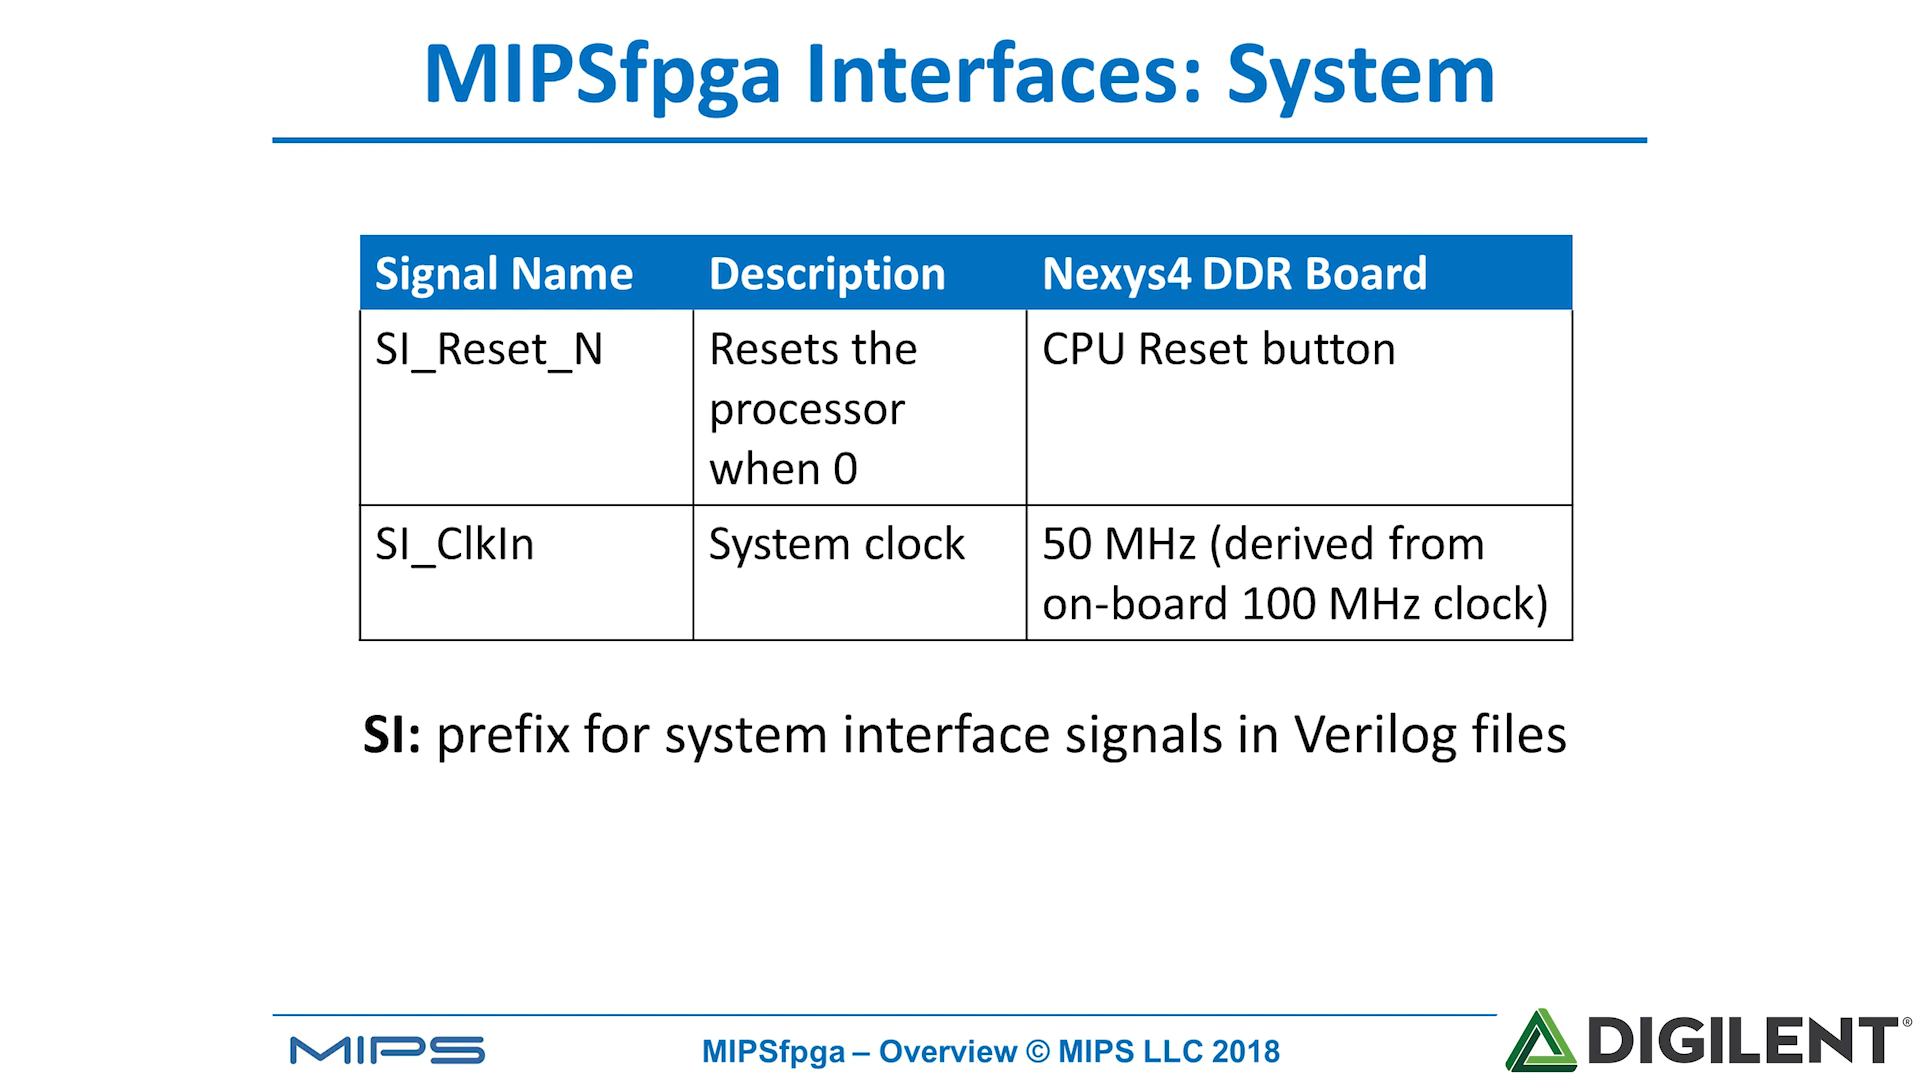 MIPSfpga Interfaces: System
Signal Name Description Nexys4 DDR Board
SI_Reset_N Resets the CPU Reset button
processor
when 0
SI_ClkIn System clock 50 MHz (derived from
on-board 100 MHz clock)
SI: prefix for system interface signals in Verilog files
MIPS MIPSfpga – Overview © MIPS LLC 2018 DIGILENT®